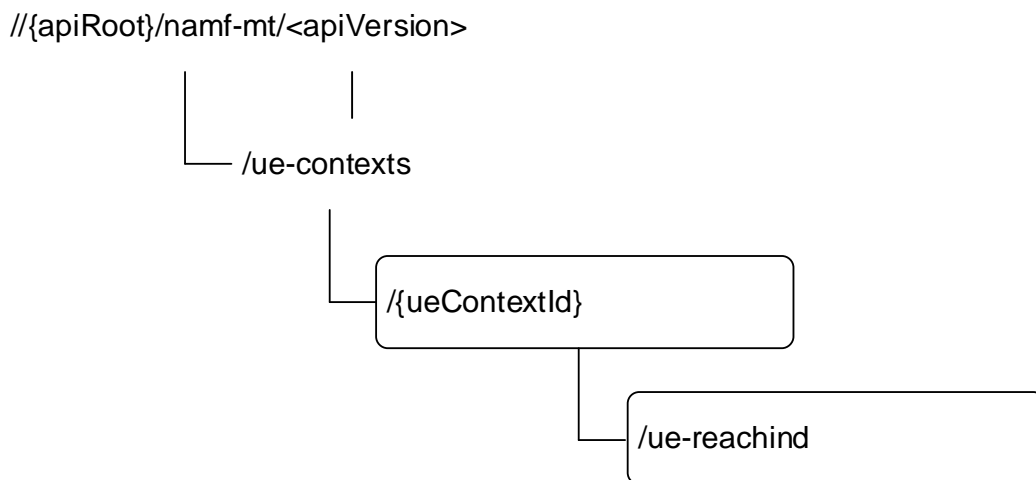 //{apiRoot}/namf-mt/<apiVersion>
/ue-contexts
/{ueContextId}
/ue-reachind